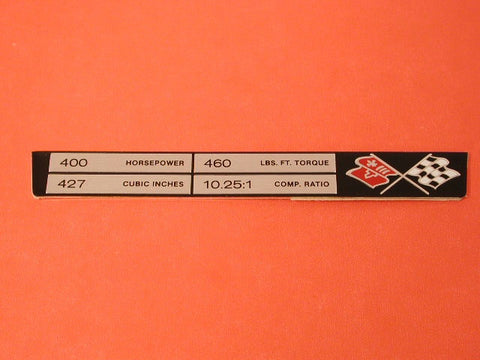 400 HORSEPOWER 460 LBS. FT. TORQUE
427 CUBIC INCHES 10.25:1 COMP. RATIO